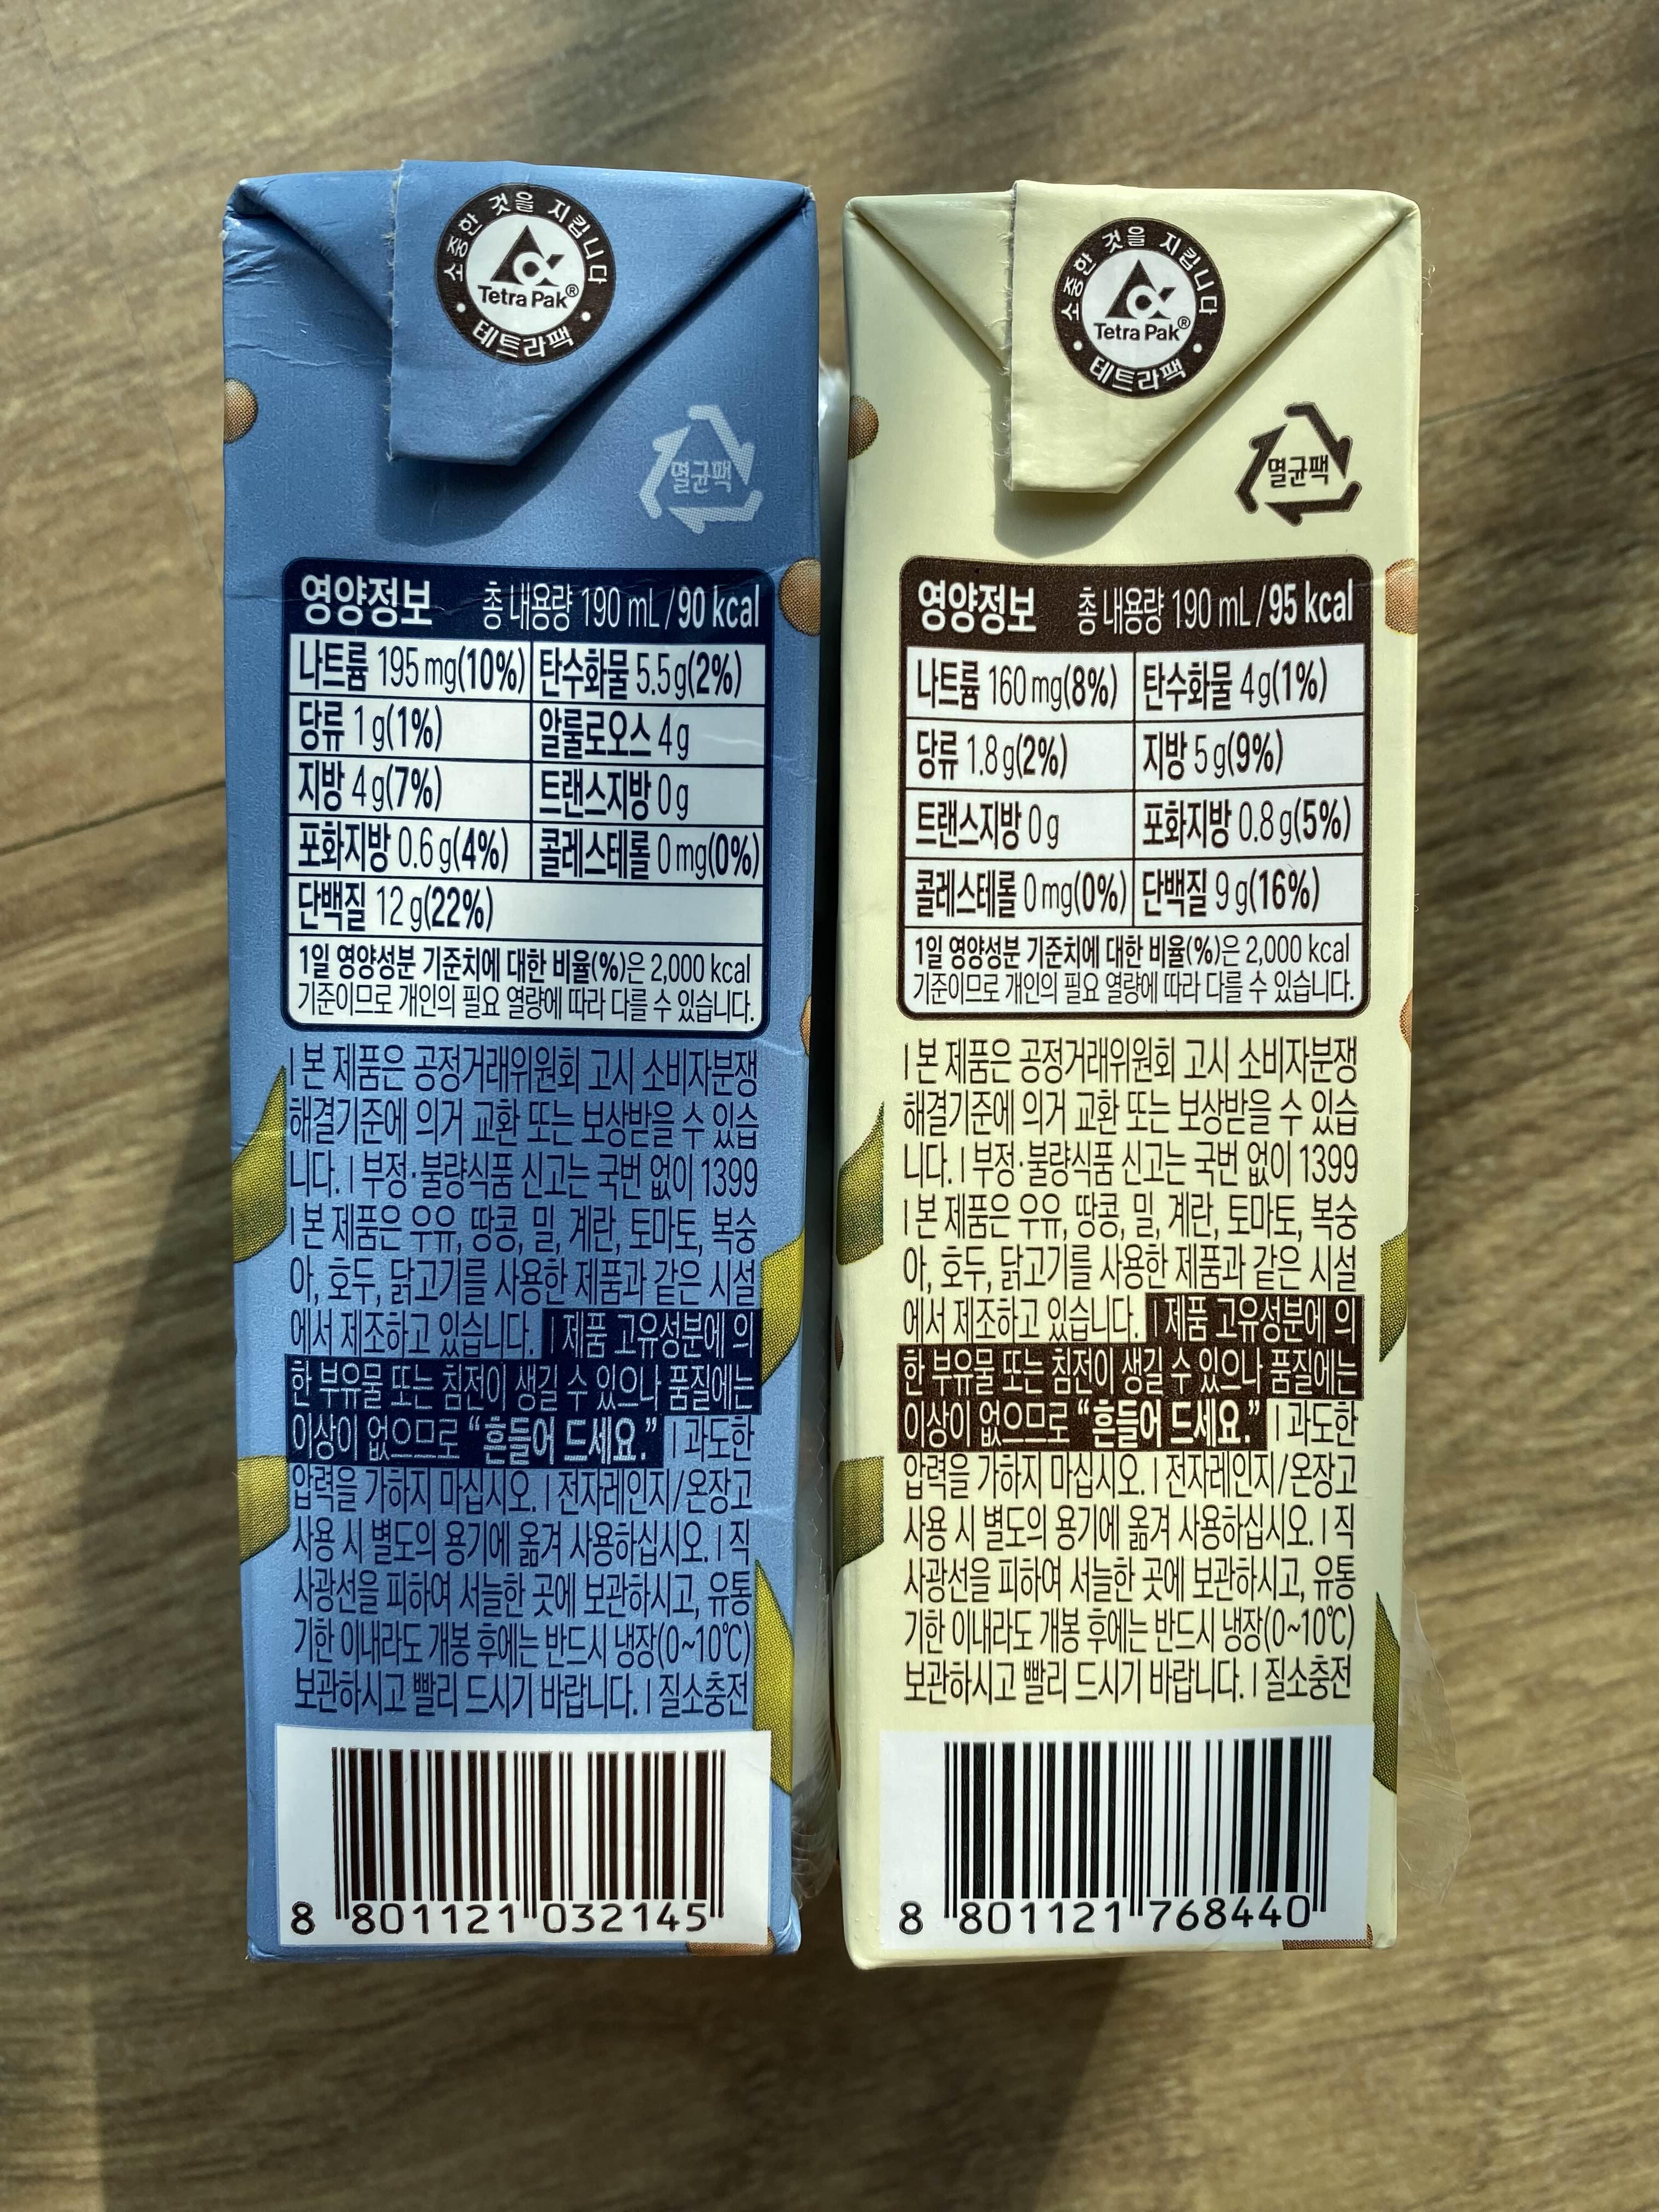 소중한 것을 지킵니다
Tetra Pak®
테트라팩
멸균팩
영양정보 총 내용량 190 mL / 90 kcal
나트륨 195 mg(10%) 탄수화물 5.5 g(2%)
당류 1 g(1%) 알룰로오스 4 g
지방 4 g(7%) 트랜스지방 0 g
포화지방 0.6 g(4%) 콜레스테롤 0 mg(0%)
단백질 12 g(22%)
1일 영양성분 기준치에 대한 비율(%)은 2,000 kcal
기준이므로 개인의 필요 열량에 따라 다를 수 있습니다.
| 본 제품은 공정거래위원회 고시 소비자분쟁
해결기준에 의거 교환 또는 보상받을 수 있습
니다. | 부정·불량식품 신고는 국번 없이 1399
| 본 제품은 우유, 땅콩, 밀, 계란, 토마토, 복숭
아, 호두, 닭고기를 사용한 제품과 같은 시설
에서 제조하고 있습니다. | 제품 고유성분에 의
한 부유물 또는 침전이 생길 수 있으나 품질에는
이상이 없으므로 “흔들어 드세요.” | 과도한
압력을 가하지 마십시오. | 전자레인지/온장고
사용 시 별도의 용기에 옮겨 사용하십시오. | 직
사광선을 피하여 서늘한 곳에 보관하시고, 유통
기한 이내라도 개봉 후에는 반드시 냉장(0~10℃)
보관하시고 빨리 드시기 바랍니다. | 질소충전
8 801121 032145
소중한 것을 지킵니다
Tetra Pak®
테트라팩
멸균팩
영양정보 총 내용량 190 mL / 95 kcal
나트륨 160 mg(8%) 탄수화물 4 g(1%)
당류 1.8 g(2%) 지방 5 g(9%)
트랜스지방 0 g 포화지방 0.8 g(5%)
콜레스테롤 0 mg(0%) 단백질 9 g(16%)
1일 영양성분 기준치에 대한 비율(%)은 2,000 kcal
기준이므로 개인의 필요 열량에 따라 다를 수 있습니다.
| 본 제품은 공정거래위원회 고시 소비자분쟁
해결기준에 의거 교환 또는 보상받을 수 있습
니다. | 부정·불량식품 신고는 국번 없이 1399
| 본 제품은 우유, 땅콩, 밀, 계란, 토마토, 복숭
아, 호두, 닭고기를 사용한 제품과 같은 시설
에서 제조하고 있습니다. | 제품 고유성분에 의
한 부유물 또는 침전이 생길 수 있으나 품질에는
이상이 없으므로 “흔들어 드세요.” | 과도한
압력을 가하지 마십시오. | 전자레인지/온장고
사용 시 별도의 용기에 옮겨 사용하십시오. | 직
사광선을 피하여 서늘한 곳에 보관하시고, 유통
기한 이내라도 개봉 후에는 반드시 냉장(0~10℃)
보관하시고 빨리 드시기 바랍니다. | 질소충전
8 801121 768440